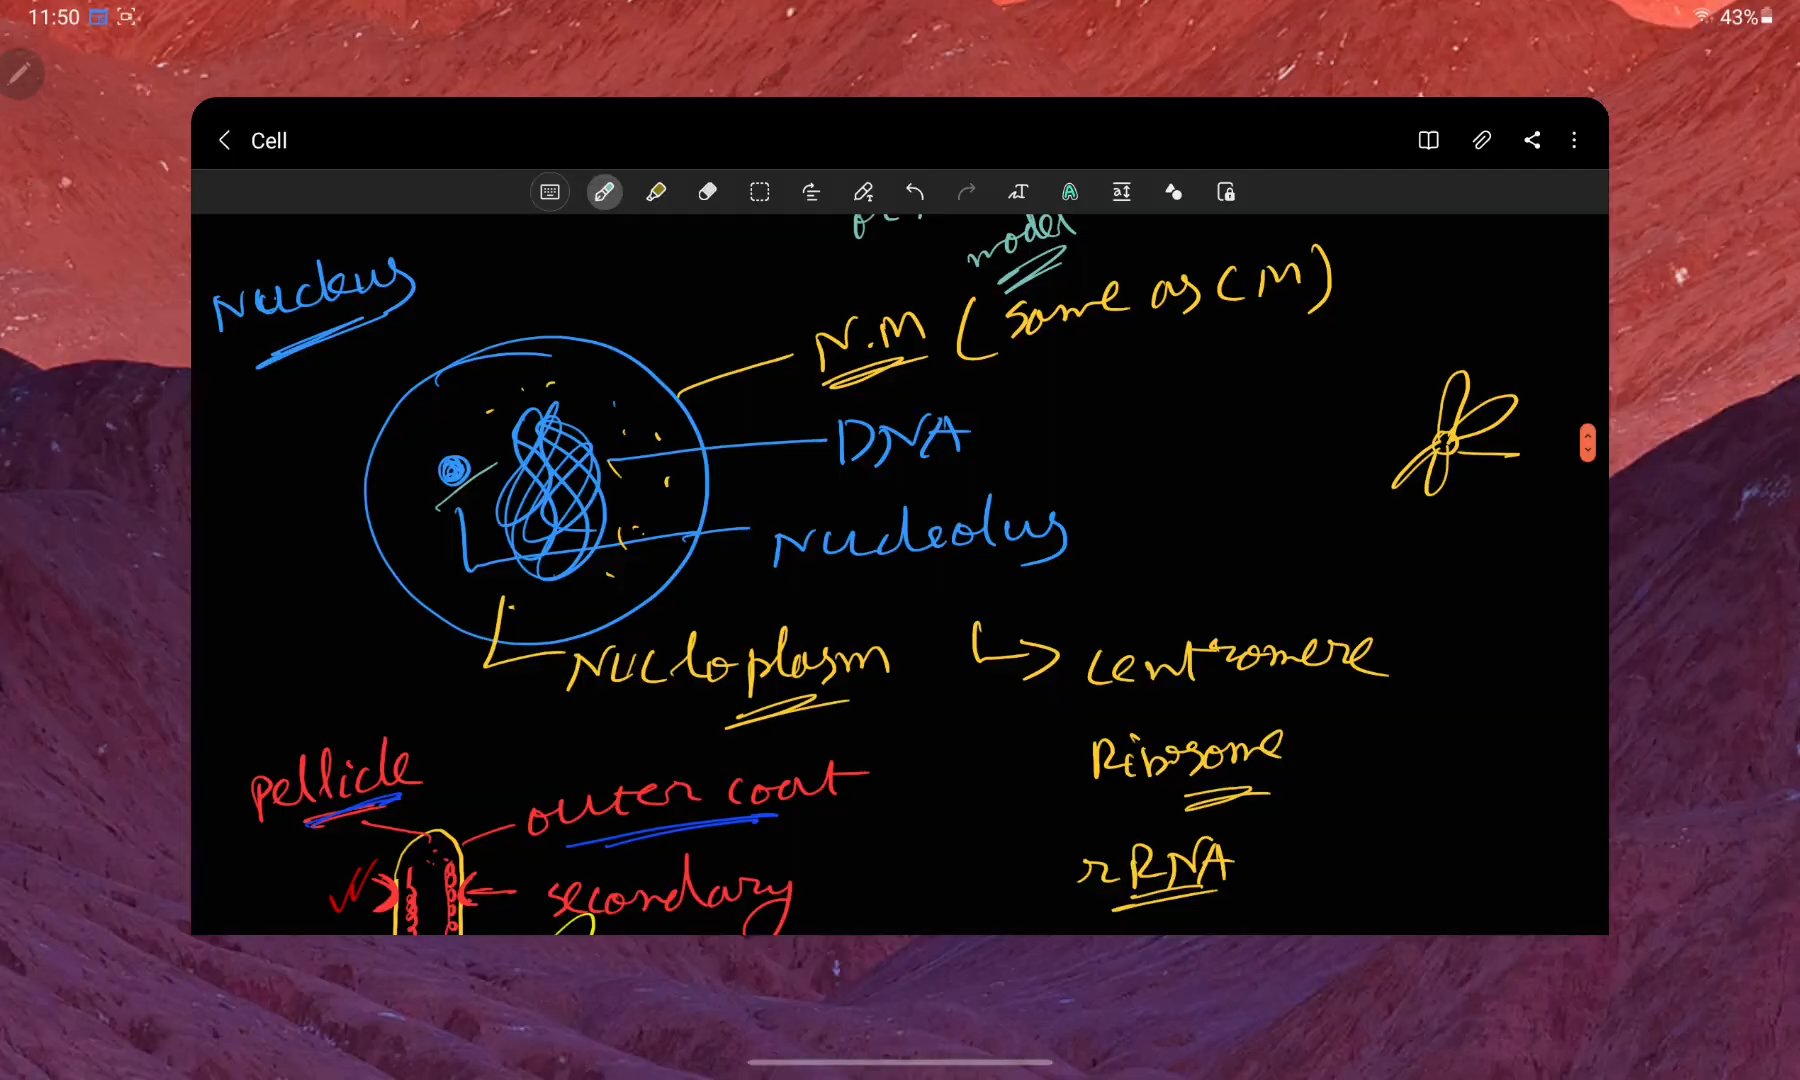 11:50
43%
Cell
model
Nucleus
N.M (same as CM)
DNA
Nucleolus
Nucloplasm
centromere
Ribosome
rRNA
pellicle
outer coat
secondary